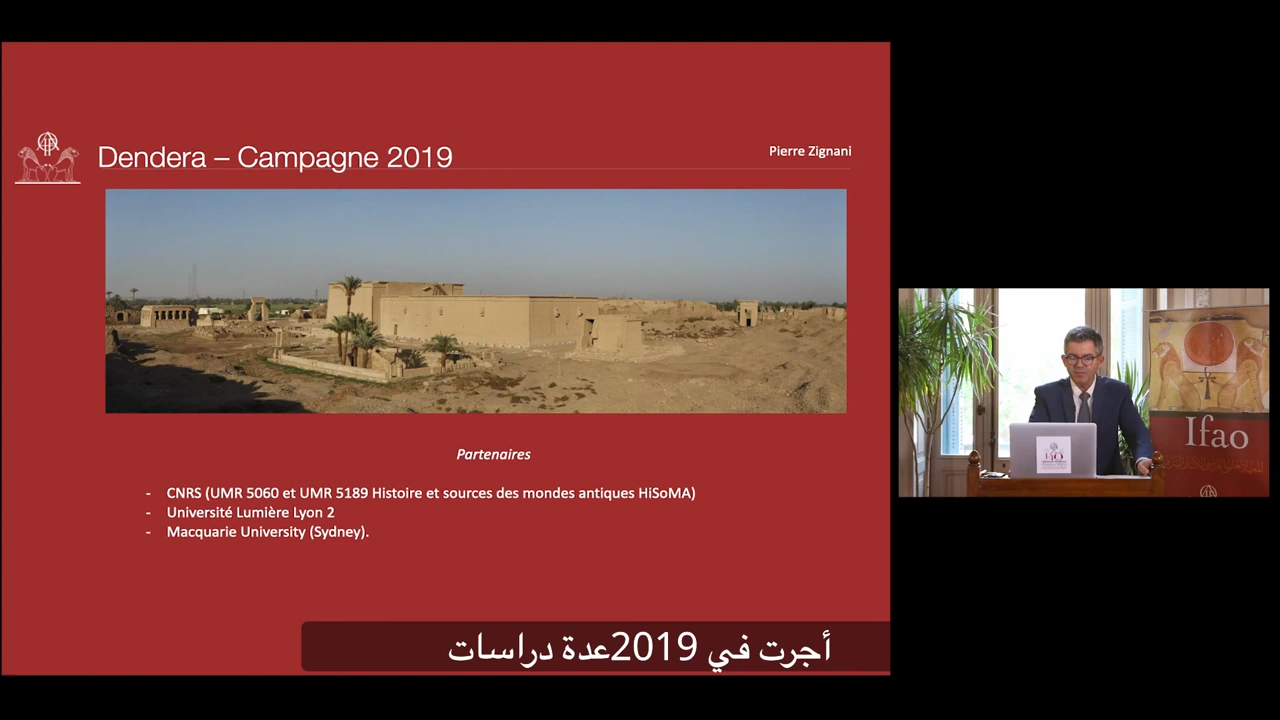 Dendera – Campagne 2019
Pierre Zignani
Partenaires
- CNRS (UMR 5060 et UMR 5189 Histoire et sources des mondes antiques HiSoMA)
- Université Lumière Lyon 2
- Macquarie University (Sydney).
أجرت في 2019عدة دراسات
Ifao